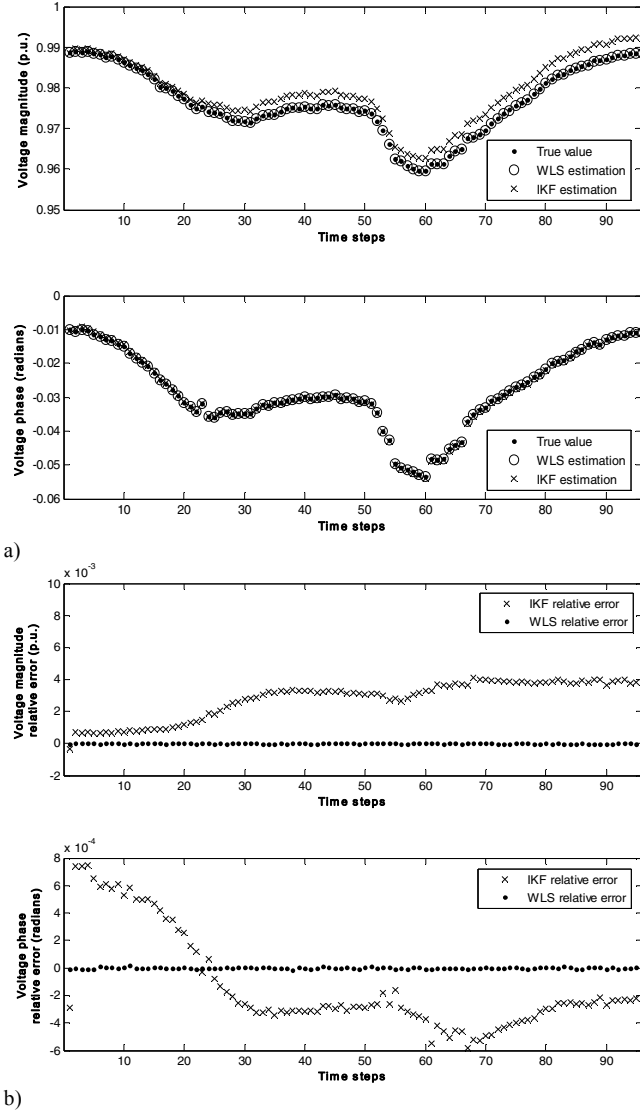 1
0.99
0.98
0.97
0.96
0.95
Voltage magnitude (p.u.)
True value
WLS estimation
IKF estimation
10 20 30 40 50 60 70 80 90
Time steps
0
-0.01
-0.02
-0.03
-0.04
-0.05
-0.06
Voltage phase (radians)
True value
WLS estimation
IKF estimation
10 20 30 40 50 60 70 80 90
Time steps
a)
x 10-3
10
8
6
4
2
0
-2
Voltage magnitude
relative error (p.u.)
IKF relative error
WLS relative error
10 20 30 40 50 60 70 80 90
Time steps
x 10-4
8
6
4
2
0
-2
-4
-6
Voltage phase
relative error (radians)
IKF relative error
WLS relative error
10 20 30 40 50 60 70 80 90
Time steps
b)